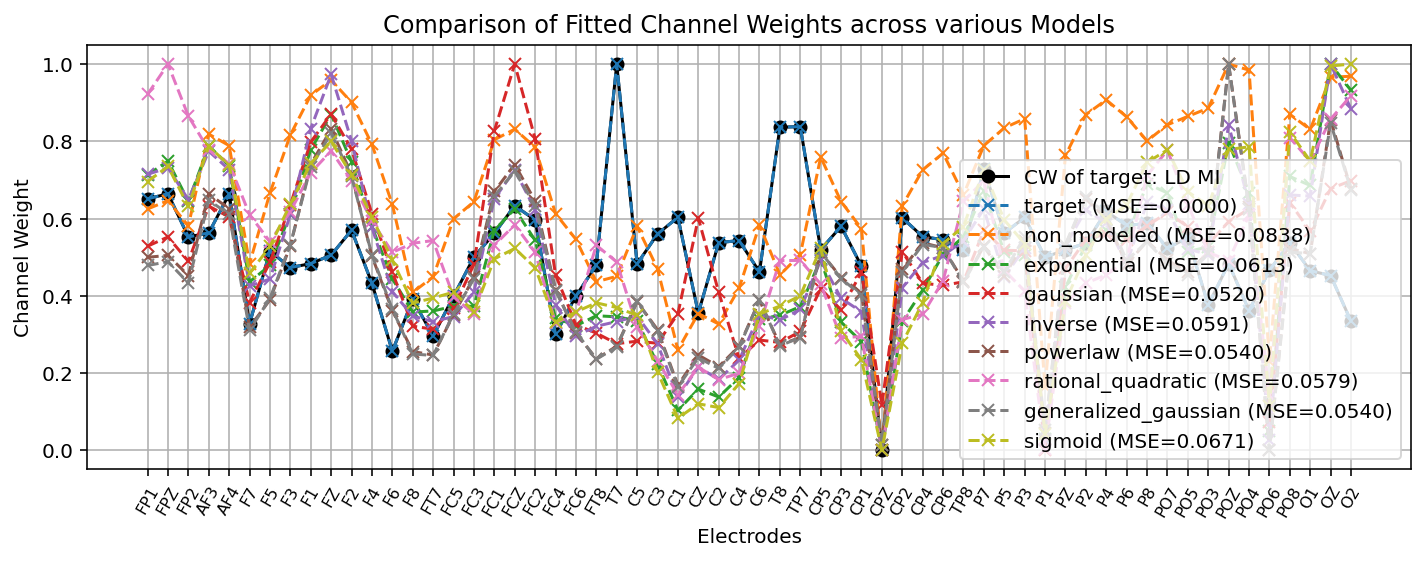 Comparison of Fitted Channel Weights across various Models
Channel Weight
1.0
0.8
0.6
0.4
0.2
0.0
CW of target: LD MI
target (MSE=0.0000)
non_modeled (MSE=0.0838)
exponential (MSE=0.0613)
gaussian (MSE=0.0520)
inverse (MSE=0.0591)
powerlaw (MSE=0.0540)
rational_quadratic (MSE=0.0579)
generalized_gaussian (MSE=0.0540)
sigmoid (MSE=0.0671)
FP1 FPZ FP2 AF3 AF4 F7 F5 F3 F1 FZ F2 F4 F6 F8 FT7 FC5 FC3 FC1 FCZ FC2 FC4 FC6 FT8 T7 C5 C3 C1 CZ C2 C4 C6 T8 TP7 CP5 CP3 CP1 CPZ CP2 CP4 CP6 TP8 P7 P5 P3 P1 PZ P2 P4 P6 P8 PO7 PO5 PO3 POZ PO4 PO6 PO8 O1 OZ O2
Electrodes